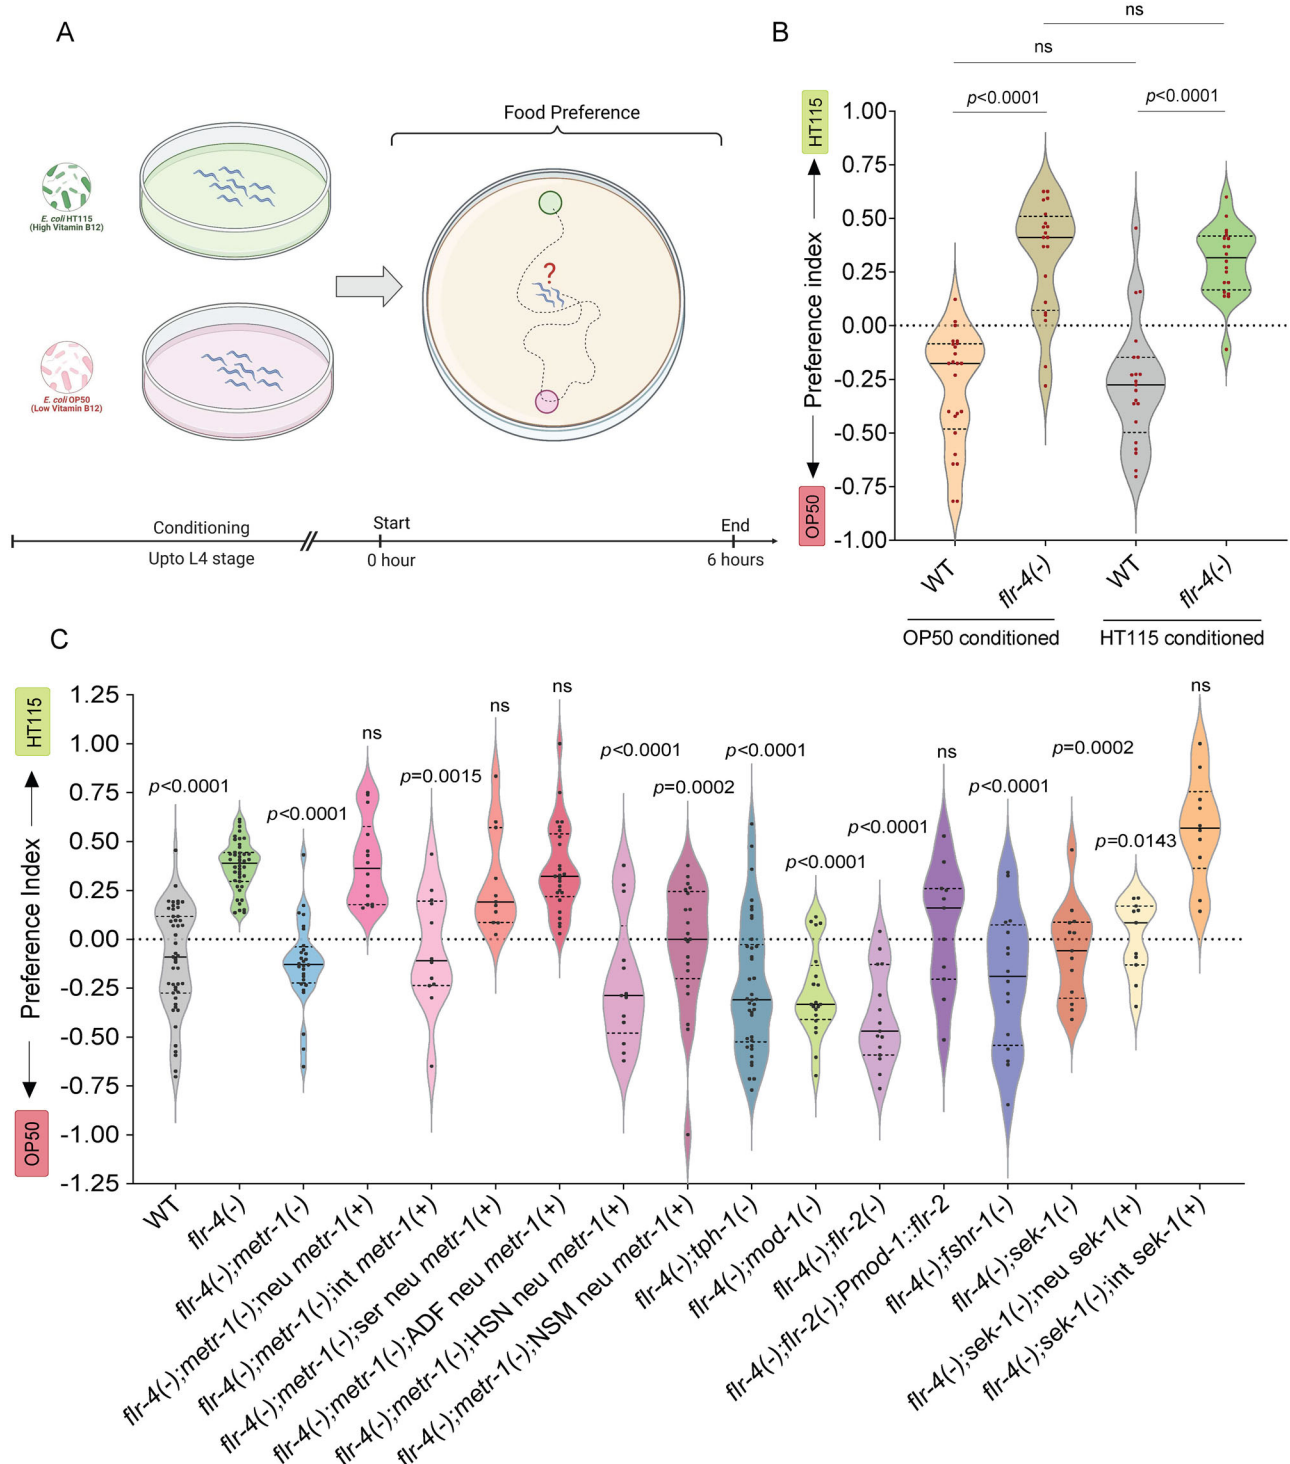 A
Food Preference
E. coli HT115
(High Vitamin B12)
?
E. coli OP50
(Low Vitamin B12)
Conditioning
Start
End
Upto L4 stage
0 hour
6 hours
B
ns
ns
p<0.0001
p<0.0001
HT115
Preference index
OP50
1.00
0.75
0.50
0.25
0.00
-0.25
-0.50
-0.75
-1.00
WT
flr-4(-)
WT
flr-4(-)
OP50 conditioned
HT115 conditioned
C
HT115
Preference Index
OP50
1.25
1.00
0.75
0.50
0.25
0.00
-0.25
-0.50
-0.75
-1.00
-1.25
p<0.0001
p<0.0001
ns
p=0.0015
ns
ns
p<0.0001
p=0.0002
p<0.0001
p<0.0001
p<0.0001
ns
p<0.0001
p=0.0002
p=0.0143
ns
WT
flr-4(-)
flr-4(-);metr-1(-)
flr-4(-);metr-1(-);neu metr-1(+)
flr-4(-);metr-1(-);int metr-1(+)
flr-4(-);metr-1(-);ser neu metr-1(+)
flr-4(-);metr-1(-);ADF neu metr-1(+)
flr-4(-);metr-1(-);HSN neu metr-1(+)
flr-4(-);metr-1(-);NSM neu metr-1(+)
flr-4(-);tph-1(-)
flr-4(-);mod-1(-)
flr-4(-);flr-2(-)
flr-4(-);flr-2(-);Pmod-1::flr-2
flr-4(-);fshr-1(-)
flr-4(-);sek-1(-)
flr-4(-);sek-1(-);neu sek-1(+)
flr-4(-);sek-1(-);int sek-1(+)